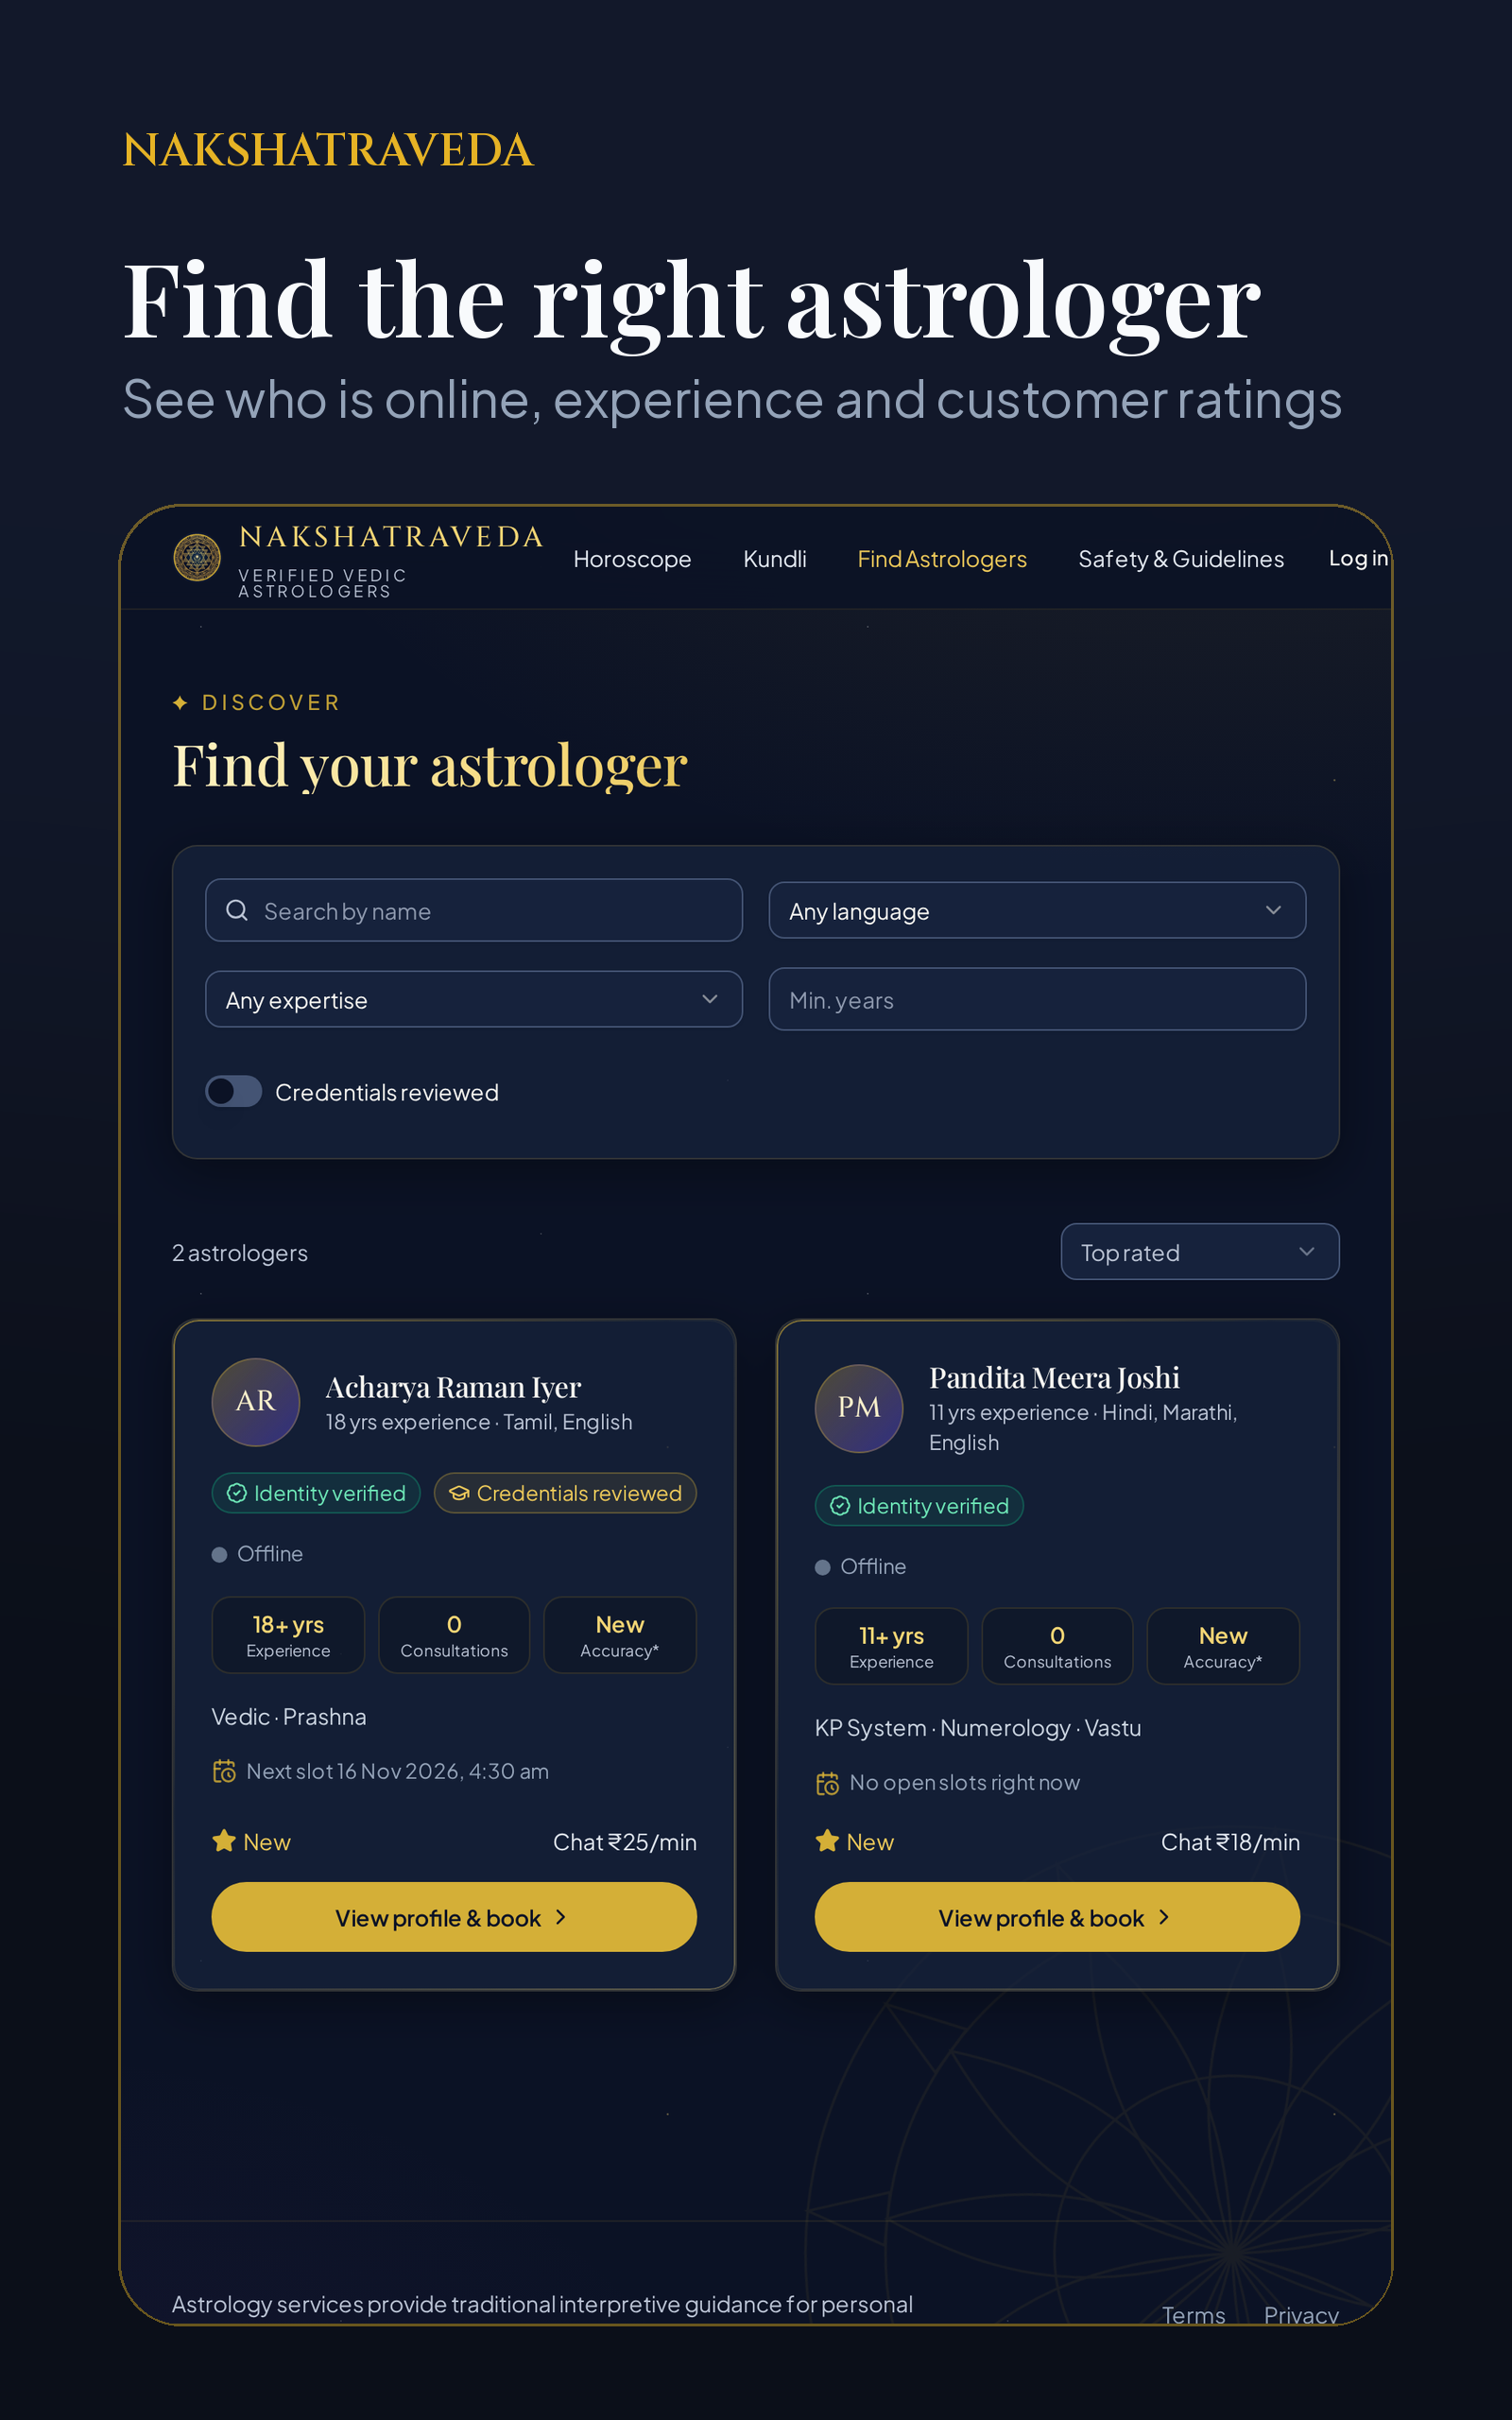 NAKSHATRAVEDA
Find the right astrologer
See who is online, experience and customer ratings
NAKSHATRAVEDA
VERIFIED VEDIC
ASTROLOGERS
Horoscope
Kundli
Find Astrologers
Safety & Guidelines
Log in
DISCOVER
Find your astrologer
Search by name
Any language
Any expertise
Min. years
Credentials reviewed
2 astrologers
Top rated
AR
Acharya Raman Iyer
18 yrs experience · Tamil, English
Identity verified
Credentials reviewed
Offline
18+ yrs
Experience
0
Consultations
New
Accuracy*
Vedic · Prashna
Next slot 16 Nov 2026, 4:30 am
New
Chat ₹25/min
View profile & book
PM
Pandita Meera Joshi
11 yrs experience · Hindi, Marathi,
English
Identity verified
Offline
11+ yrs
Experience
0
Consultations
New
Accuracy*
KP System · Numerology · Vastu
No open slots right now
New
Chat ₹18/min
View profile & book
Astrology services provide traditional interpretive guidance for personal
Terms
Privacy